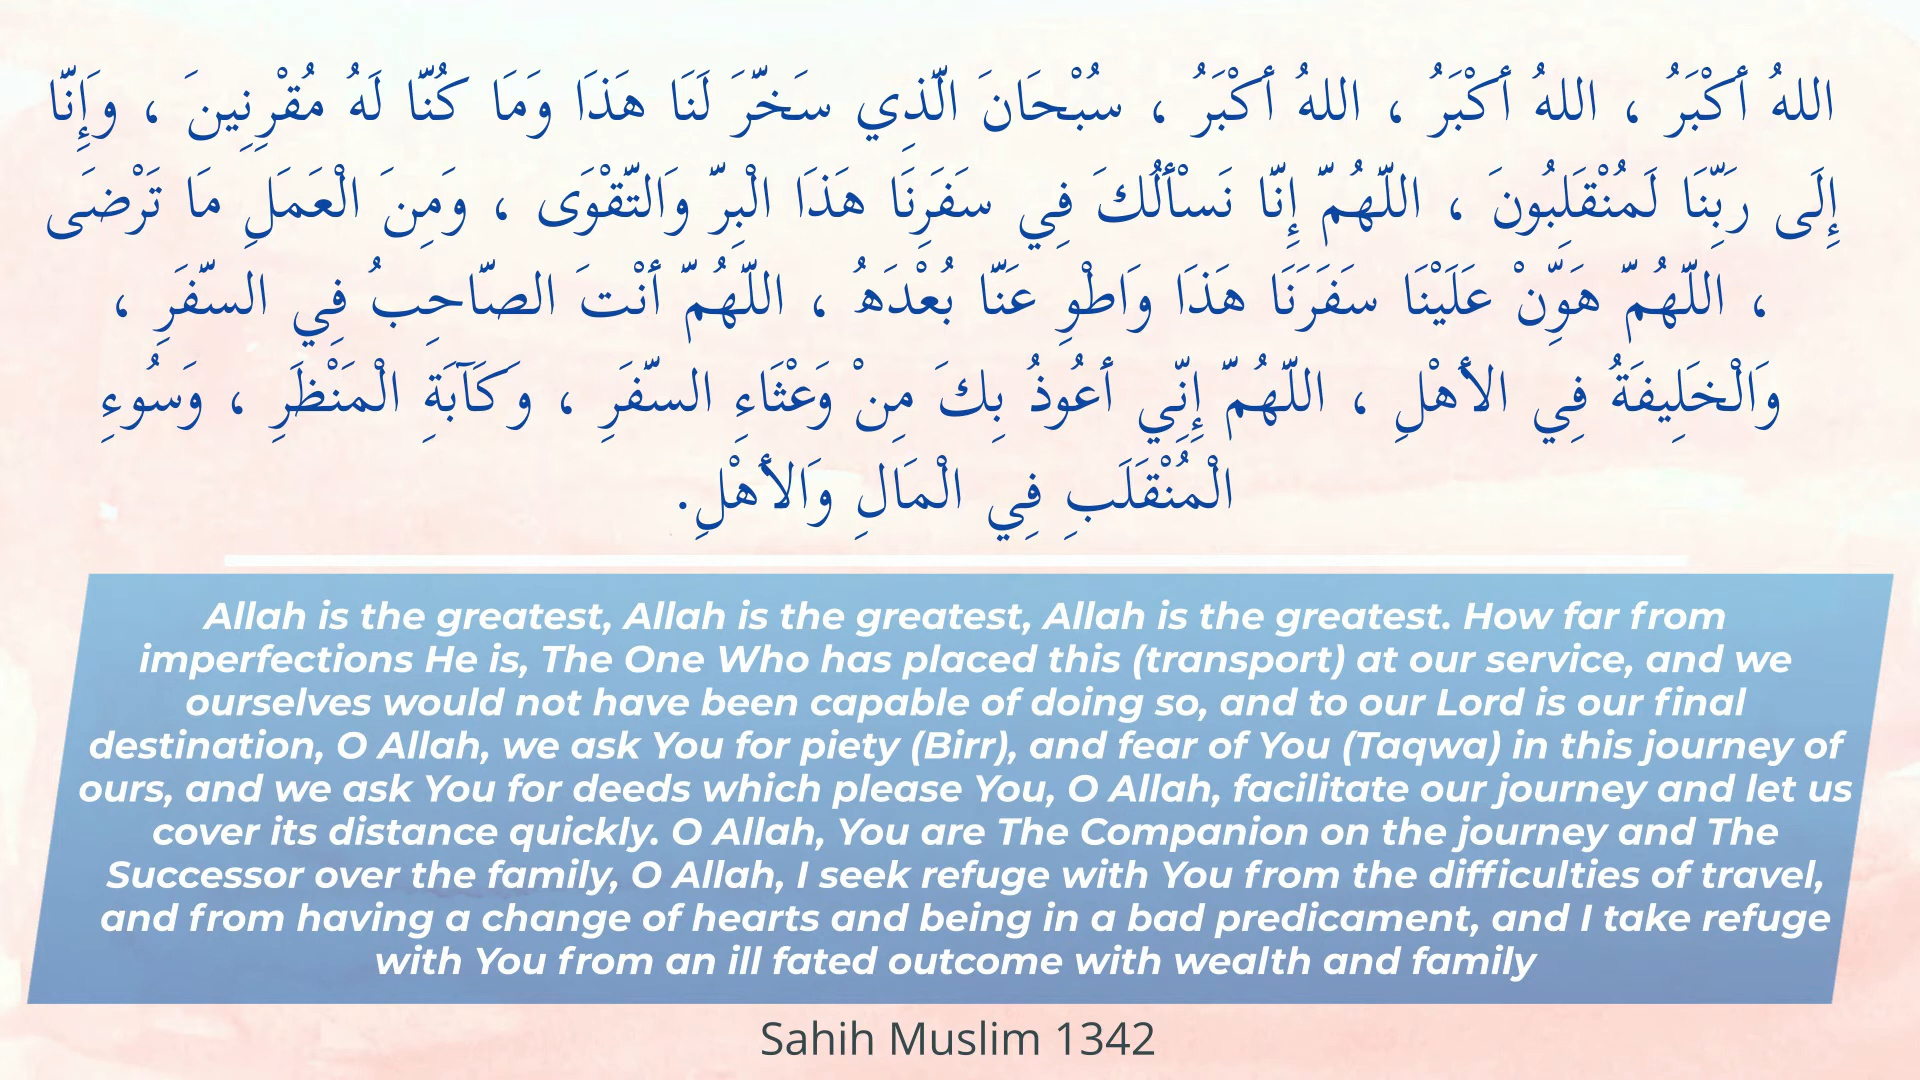 اللهُ أَكْبَرُ ، اللهُ أَكْبَرُ ، اللهُ أَكْبَرُ ، سُبْحَانَ الَّذِي سَخَّرَ لَنَا هَذَا وَمَا كُنَّا لَهُ مُقْرِنِينَ ، وَإِنَّا
إِلَى رَبِّنَا لَمُنْقَلِبُونَ ، اللَّهُمَّ إِنَّا نَسْأَلُكَ فِي سَفَرِنَا هَذَا الْبِرَّ وَالتَّقْوَى ، وَمِنَ الْعَمَلِ مَا تَرْضَى
، اللَّهُمَّ هَوِّنْ عَلَيْنَا سَفَرَنَا هَذَا وَاطْوِ عَنَّا بُعْدَهُ ، اللَّهُمَّ أَنْتَ الصَّاحِبُ فِي السَّفَرِ ،
وَالْخَلِيفَةُ فِي الأَهْلِ ، اللَّهُمَّ إِنِّي أَعُوذُ بِكَ مِنْ وَعْثَاءِ السَّفَرِ ، وَكَآبَةِ الْمَنْظَرِ ، وَسُوءِ
الْمُنْقَلَبِ فِي الْمَالِ وَالأَهْلِ.
Allah is the greatest, Allah is the greatest, Allah is the greatest. How far from
imperfections He is, The One Who has placed this (transport) at our service, and we
ourselves would not have been capable of doing so, and to our Lord is our final
destination, O Allah, we ask You for piety (Birr), and fear of You (Taqwa) in this journey of
ours, and we ask You for deeds which please You, O Allah, facilitate our journey and let us
cover its distance quickly. O Allah, You are The Companion on the journey and The
Successor over the family, O Allah, I seek refuge with You from the difficulties of travel,
and from having a change of hearts and being in a bad predicament, and I take refuge
with You from an ill fated outcome with wealth and family
Sahih Muslim 1342